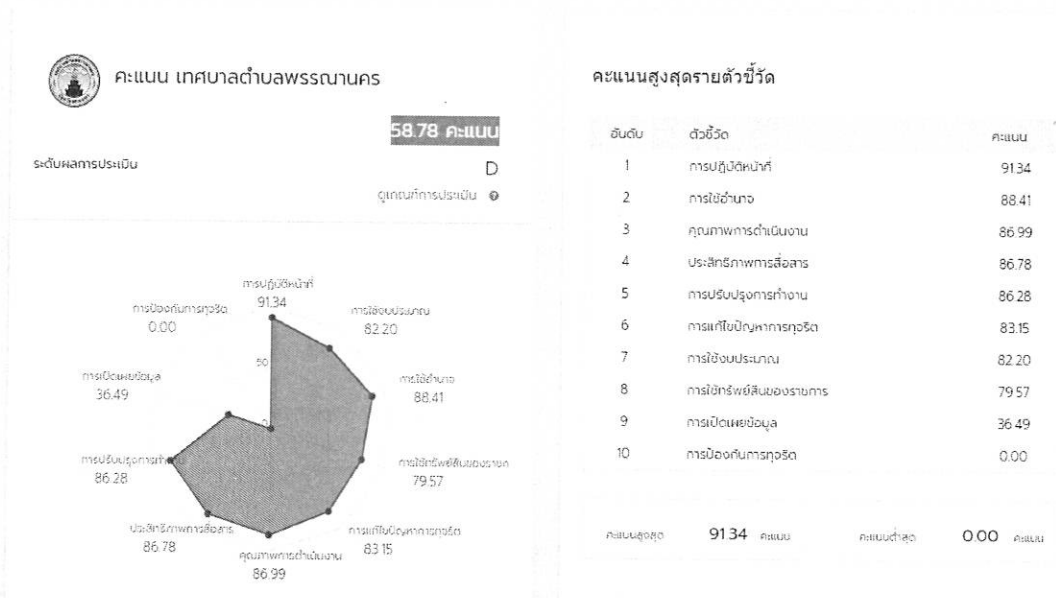 คะแนน เทศบาลตำบลพรรณานคร
58.78 คะแนน
ระดับผลการประเมิน
D
ดูเกณฑ์การประเมิน
การปฏิบัติหน้าที่
91.34
การใช้งบประมาณ
82.20
การใช้อำนาจ
88.41
การใช้ทรัพย์สินของราชก
79.57
การแก้ไขปัญหาการทุจริต
83.15
คุณภาพการดำเนินงาน
86.99
ประสิทธิภาพการสื่อสาร
86.78
การปรับปรุงการทำงาน
86.28
การเปิดเผยข้อมูล
36.49
การป้องกันการทุจริต
0.00
50
0
คะแนนสูงสุดรายตัวชี้วัด
อันดับ ตัวชี้วัด คะแนน
1 การปฏิบัติหน้าที่ 91.34
2 การใช้อำนาจ 88.41
3 คุณภาพการดำเนินงาน 86.99
4 ประสิทธิภาพการสื่อสาร 86.78
5 การปรับปรุงการทำงาน 86.28
6 การแก้ไขปัญหาการทุจริต 83.15
7 การใช้งบประมาณ 82.20
8 การใช้ทรัพย์สินของราชการ 79.57
9 การเปิดเผยข้อมูล 36.49
10 การป้องกันการทุจริต 0.00
คะแนนสูงสุด 91.34 คะแนน คะแนนต่ำสุด 0.00 คะแนน